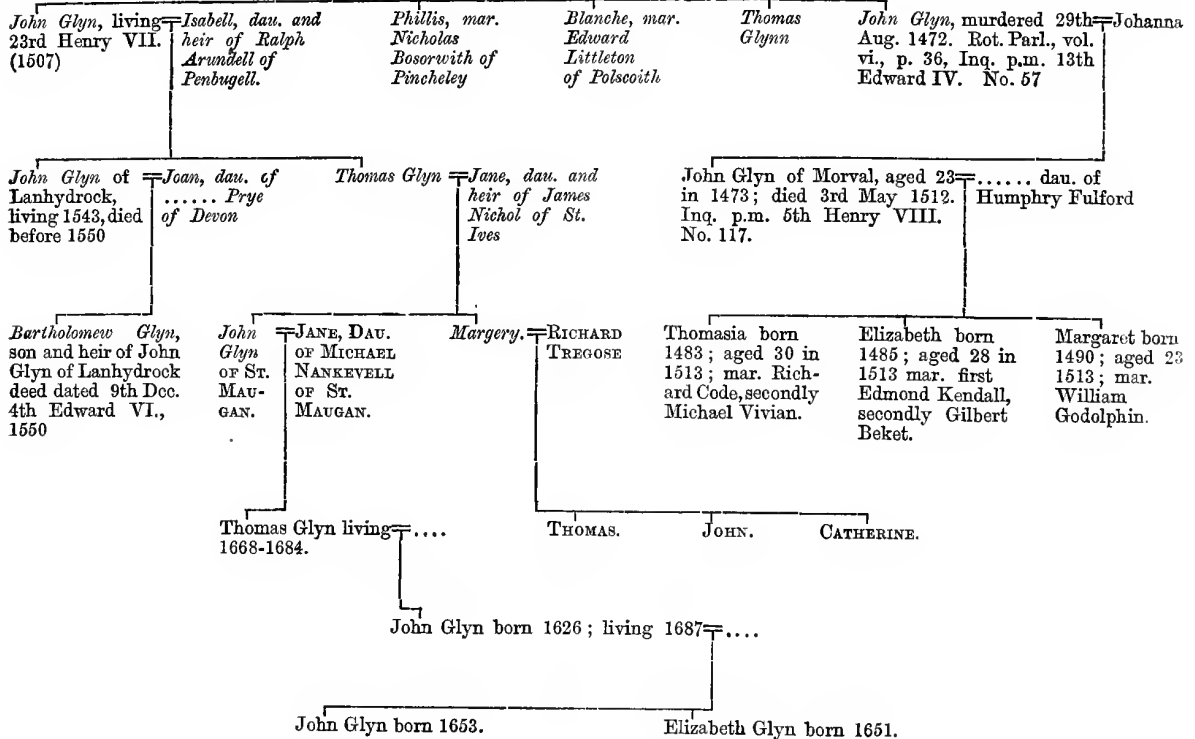 John Glyn, living
23rd Henry VII.
(1507)
Isabell, dau. and
heir of Ralph
Arundell of
Penbugell.
Phillis, mar.
Nicholas
Bosorwith of
Pincheley
Blanche, mar.
Edward
Littleton
of Polscoith
Thomas
Glynn
John Glyn, murdered 29th
Aug. 1472. Rot. Parl., vol.
vi., p. 36, Inq. p.m. 13th
Edward IV. No. 57
Johanna
John Glyn of
Lanhydrock,
living 1543, died
before 1550
Joan, dau. of
...... Prye
of Devon
Thomas Glyn
Jane, dau. and
heir of James
Nichol of St.
Ives
John Glyn of Morval, aged 23
in 1473; died 3rd May 1512.
Inq. p.m. 5th Henry VIII.
No. 117.
...... dau. of
Humphry Fulford
Bartholomew Glyn,
son and heir of John
Glyn of Lanhydrock
deed dated 9th Dec.
4th Edward VI.,
1550
John
Glyn
OF ST.
MAU-
GAN.
JANE, DAU.
OF MICHAEL
NANKEVELL
OF ST.
MAUGAN.
Margery.
RICHARD
TREGOSE
Thomasia born
1483; aged 30 in
1513; mar. Rich-
ard Code, secondly
Michael Vivian.
Elizabeth born
1485; aged 28 in
1513 mar. first
Edmond Kendall,
secondly Gilbert
Beket.
Margaret born
1490; aged 23
1513; mar.
William
Godolphin.
Thomas Glyn living
1668-1684.
....
THOMAS.
JOHN.
CATHERINE.
John Glyn born 1626; living 1687
....
John Glyn born 1653.
Elizabeth Glyn born 1651.